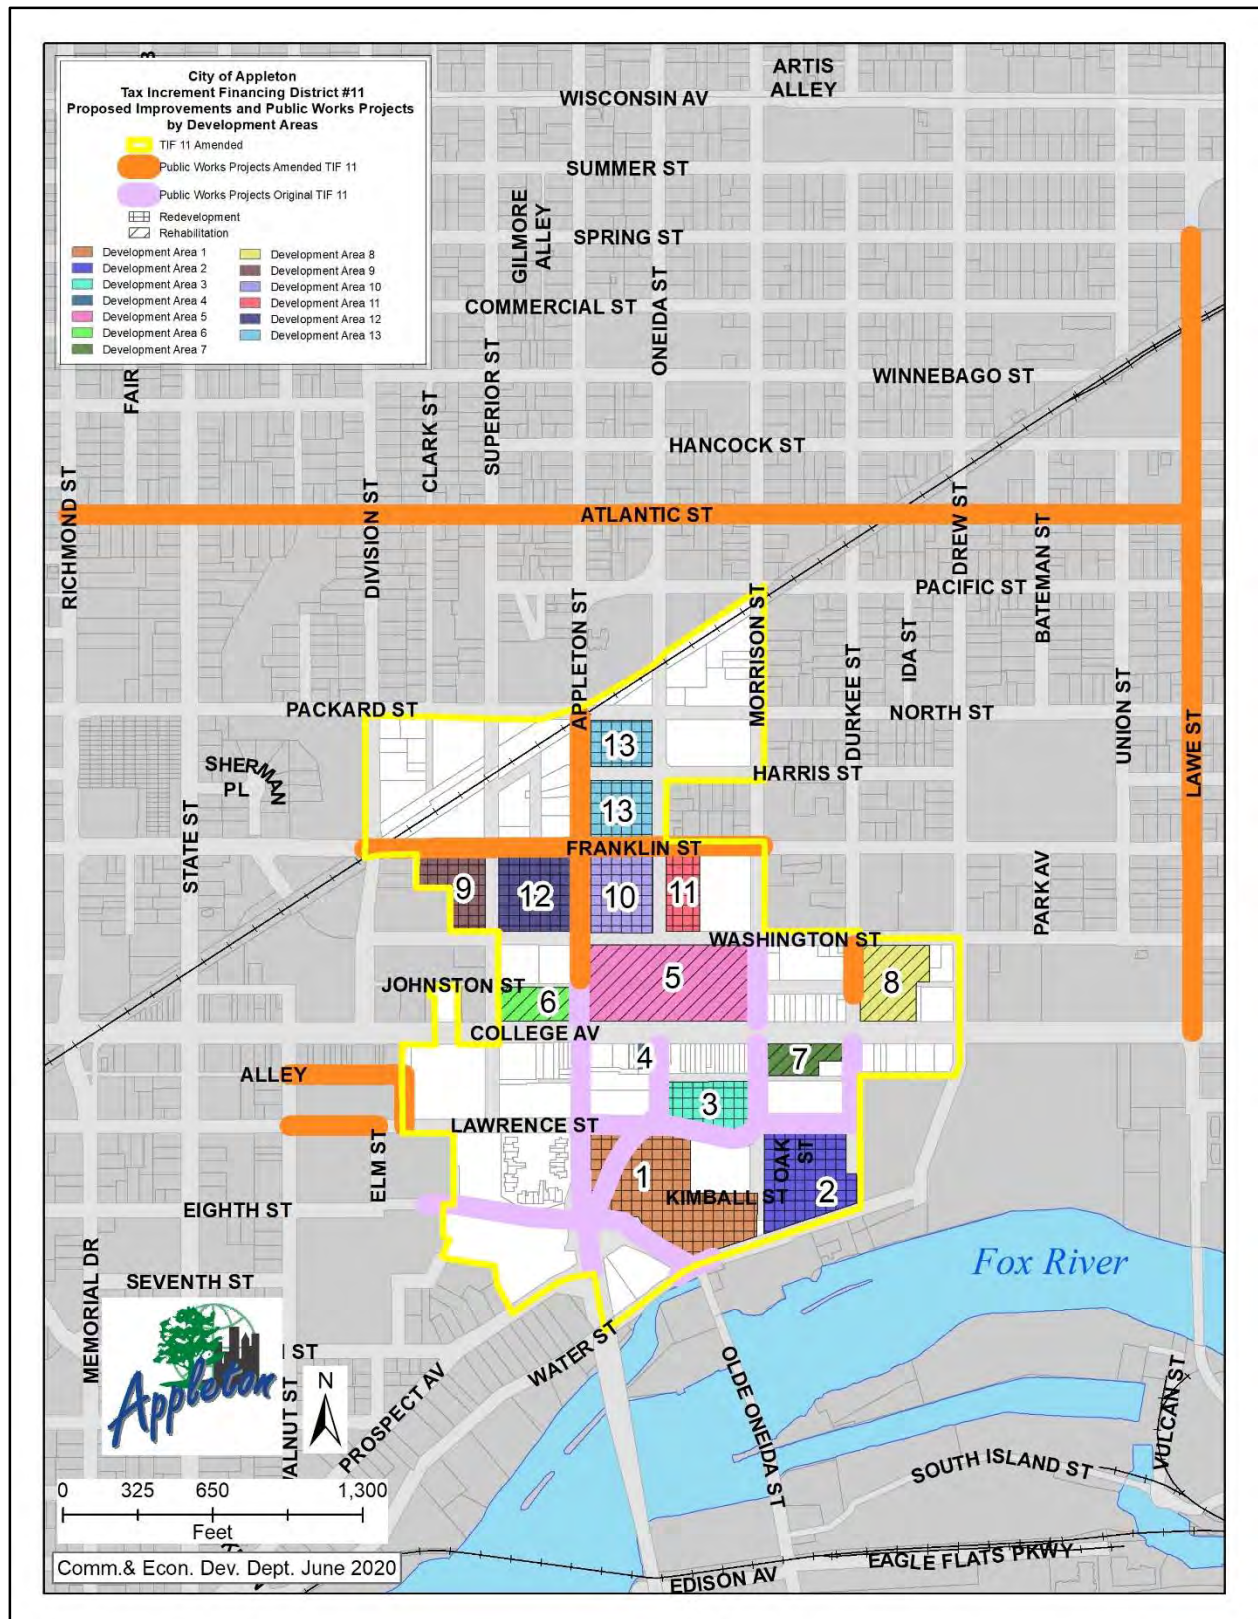 City of Appleton
Tax Increment Financing District #11
Proposed Improvements and Public Works Projects
by Development Areas
TIF 11 Amended
Public Works Projects Amended TIF 11
Public Works Projects Original TIF 11
Redevelopment
Rehabilitation
Development Area 1
Development Area 2
Development Area 3
Development Area 4
Development Area 5
Development Area 6
Development Area 7
Development Area 8
Development Area 9
Development Area 10
Development Area 11
Development Area 12
Development Area 13
ARTIS
ALLEY
WISCONSIN AV
SUMMER ST
GILMORE
ALLEY
SPRING ST
ONEIDA ST
COMMERCIAL ST
FAIR
SUPERIOR ST
WINNEBAGO ST
CLARK ST
HANCOCK ST
RICHMOND ST
DIVISION ST
ATLANTIC ST
DREW ST
BATEMAN ST
PACIFIC ST
APPLETON ST
MORRISON ST
IDA ST
DURKEE ST
UNION ST
LAWE ST
PACKARD ST
NORTH ST
13
SHERMAN
PL
HARRIS ST
STATE ST
13
FRANKLIN ST
9
12
10
11
PARK AV
WASHINGTON ST
JOHNSTON ST
6
5
8
COLLEGE AV
4
7
ALLEY
3
LAWRENCE ST
ELM ST
OAK
ST
1
KIMBALL ST
2
EIGHTH ST
MEMORIAL DR
SEVENTH ST
Fox River
Appleton
ST
N
WATER ST
PROSPECT AV
OLDE ONEIDA ST
VULCAN ST
ALNUT ST
SOUTH ISLAND ST
0 325 650 1,300
Feet
EAGLE FLATS PKWY
EDISON AV
Comm.& Econ. Dev. Dept. June 2020